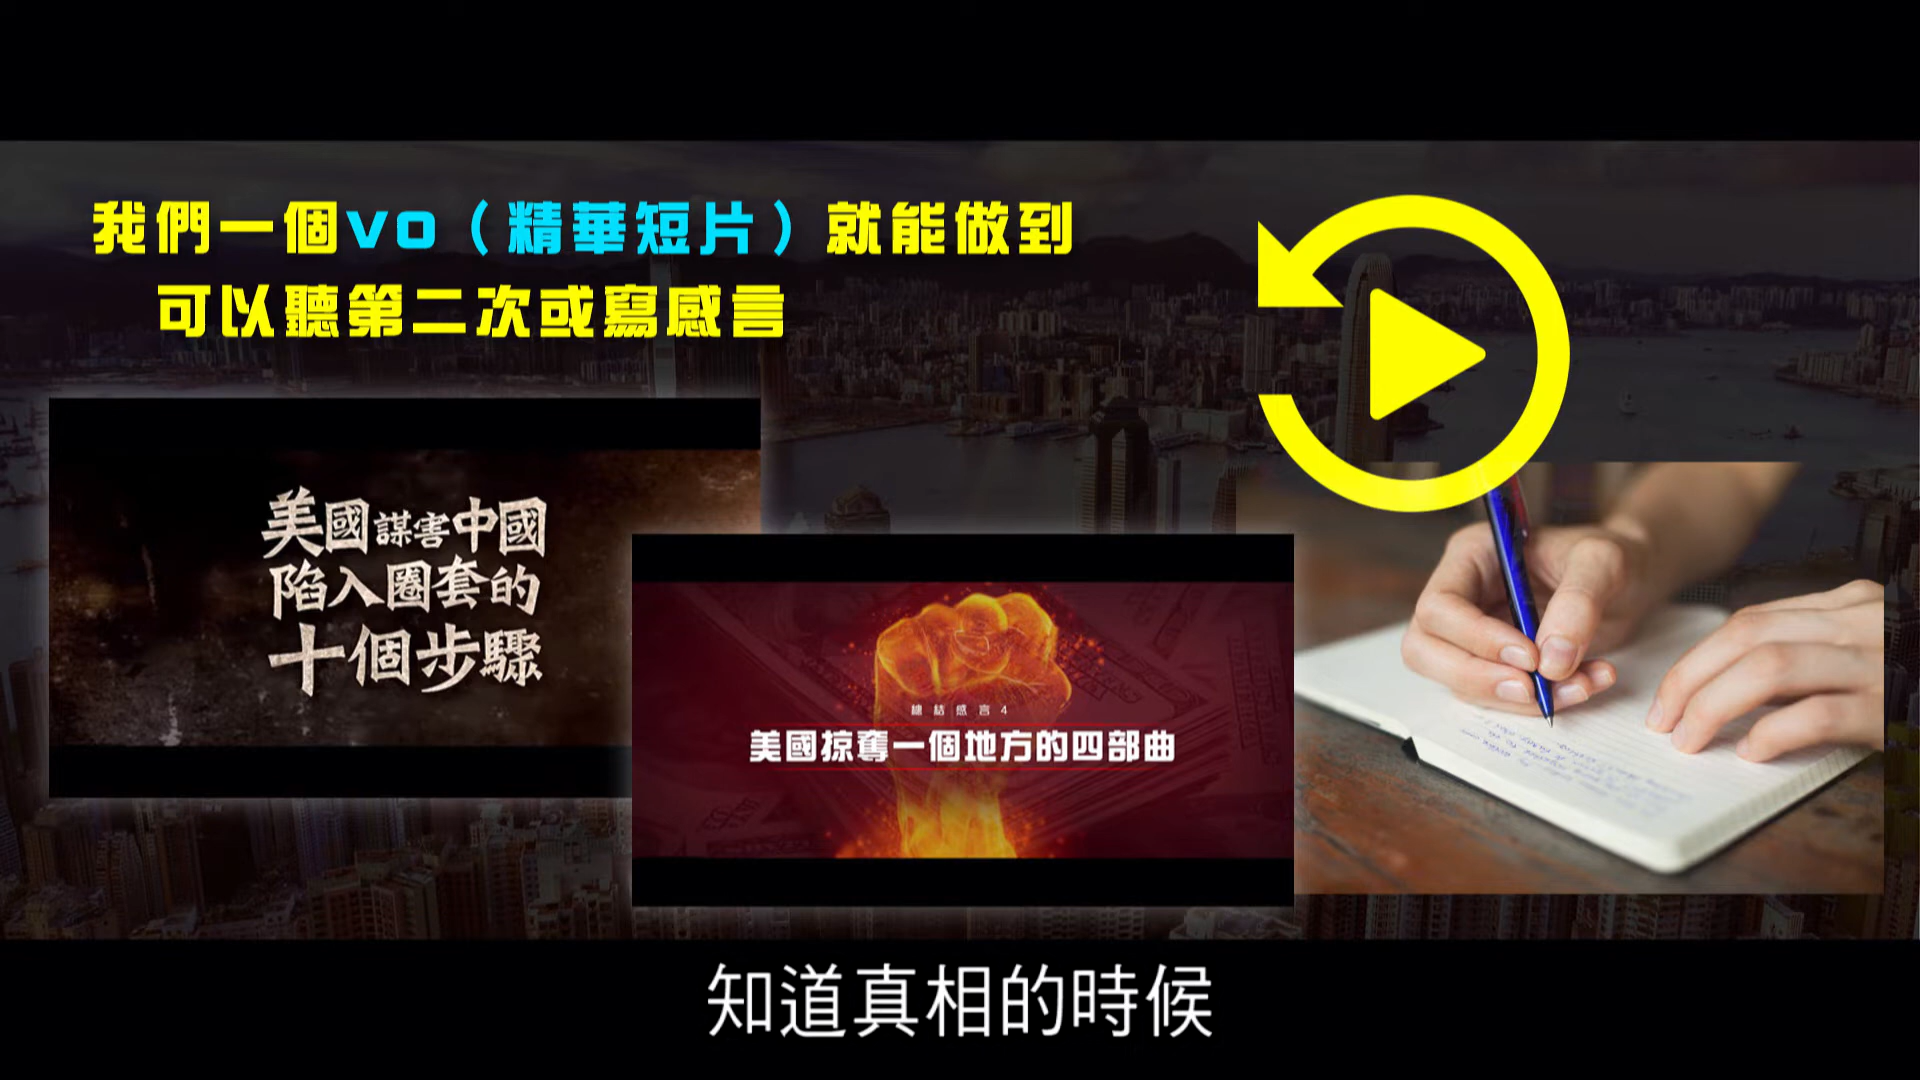 我們一個VO（精華短片）就能做到
可以聽第二次或寫感言
美國謀害中國
陷入圈套的
十個步驟
總結感言4
美國掠奪一個地方的四部曲
知道真相的時候